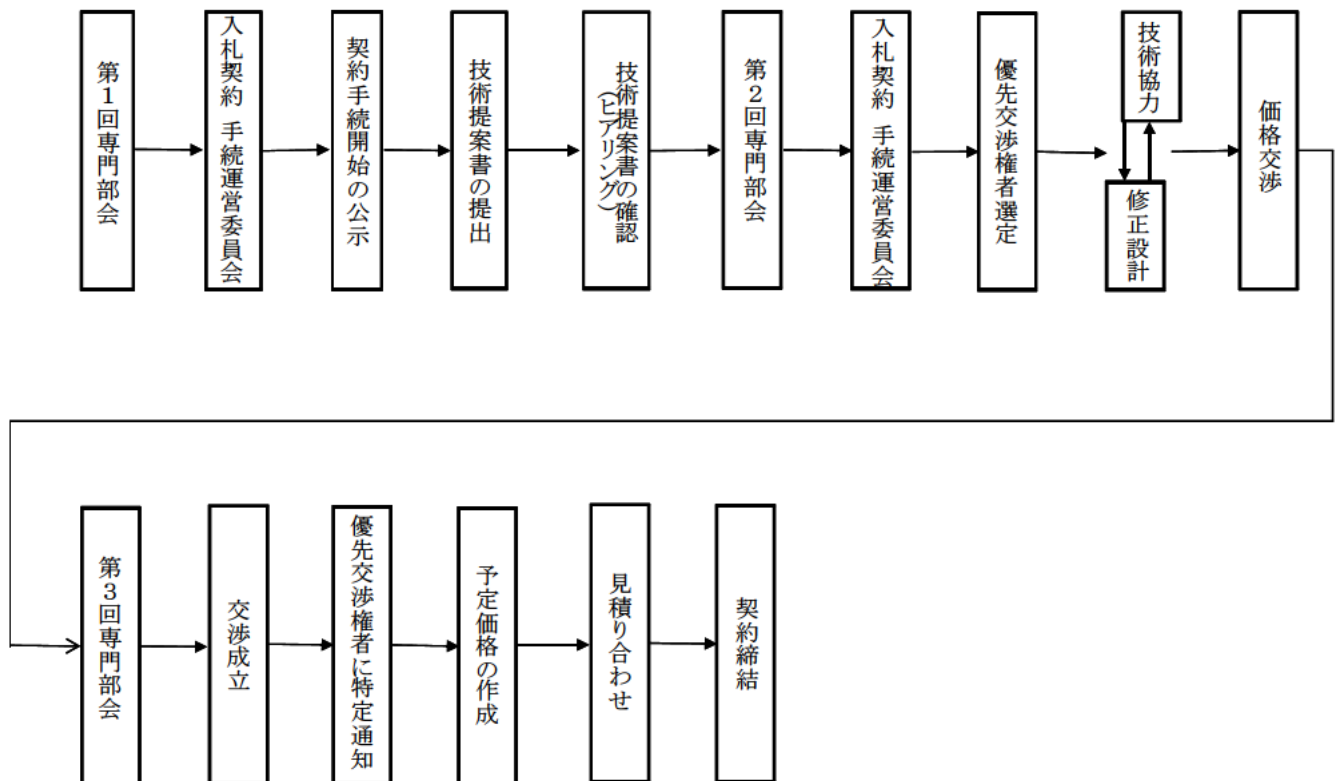 第１回専門部会
入札契約 手続運営委員会
契約手続開始の公示
技術提案書の提出
技術提案書の確認
（ヒアリング）
第２回専門部会
入札契約 手続運営委員会
優先交渉権者選定
技術協力
修正設計
価格交渉
第３回専門部会
交渉成立
優先交渉権者に特定通知
予定価格の作成
見積り合わせ
契約締結